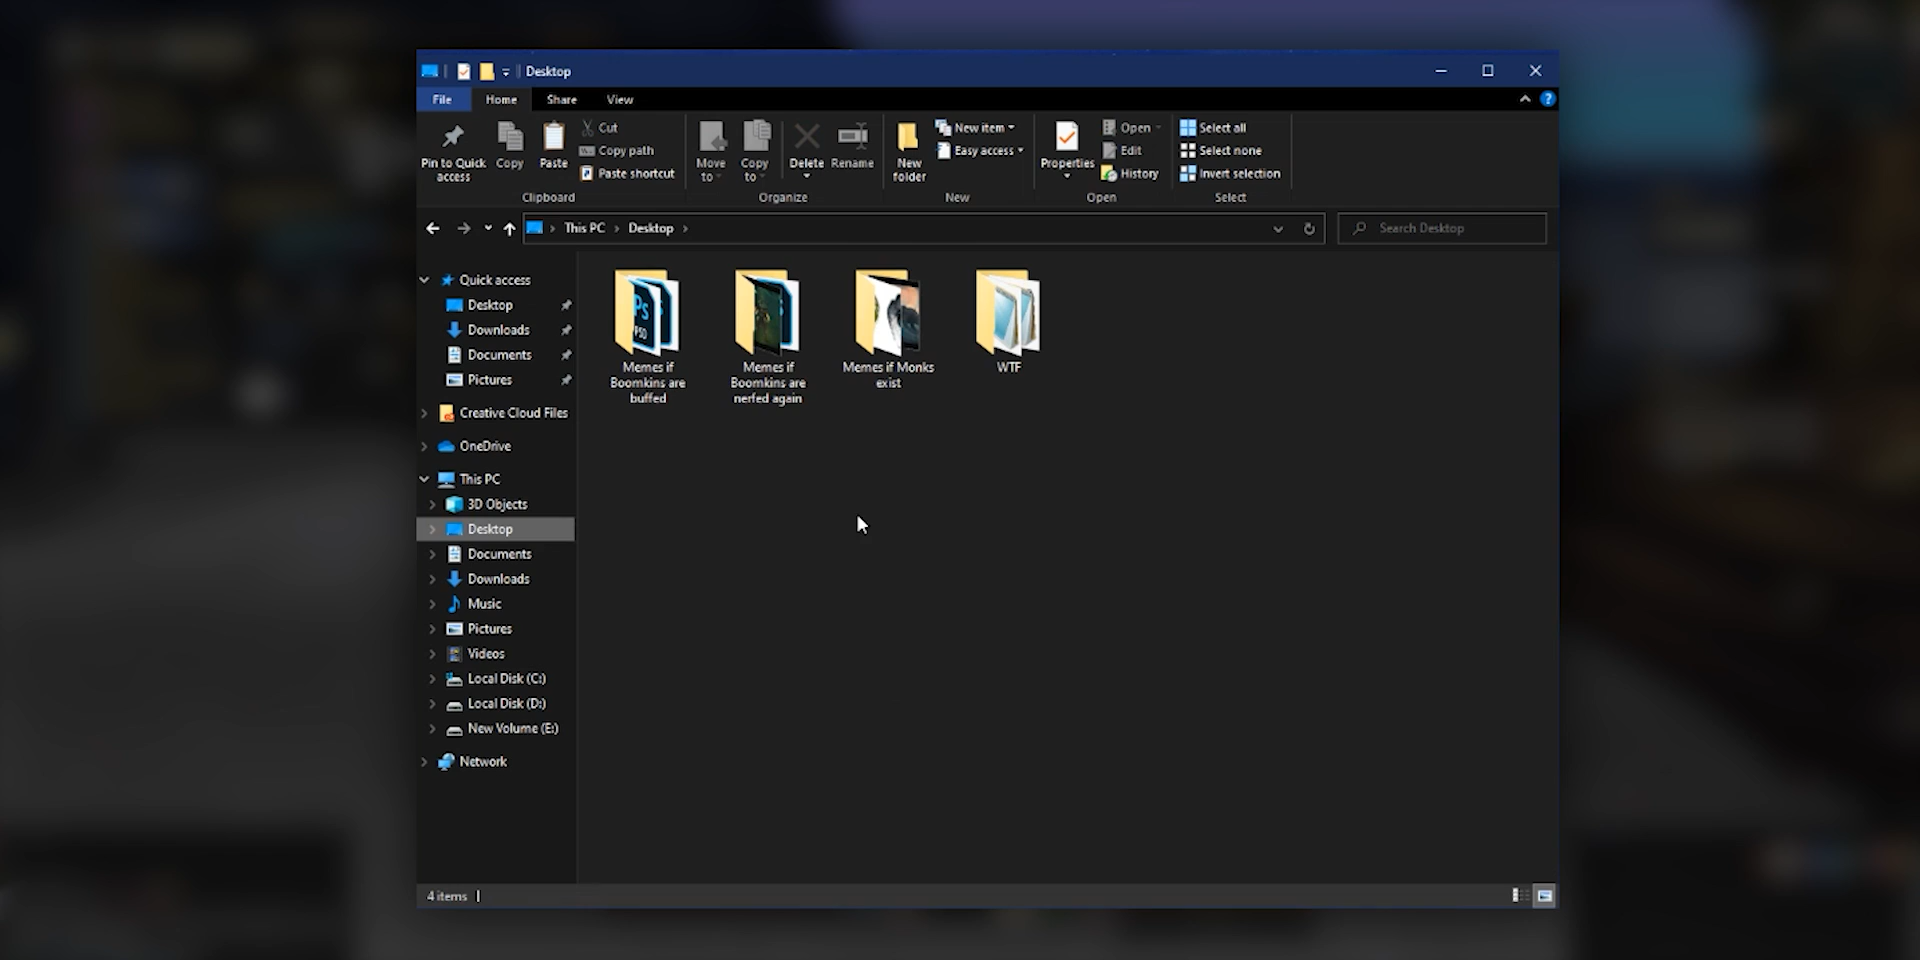 Desktop
File Home Share View
Pin to Quick access
Copy
Paste
Cut
Copy path
Paste shortcut
Clipboard
Move to
Copy to
Delete
Rename
Organize
New folder
New item
Easy access
New
Properties
Open
Edit
History
Open
Select all
Select none
Invert selection
Select
This PC > Desktop >
Search Desktop
Quick access
Desktop
Downloads
Documents
Pictures
Creative Cloud Files
OneDrive
This PC
3D Objects
Desktop
Documents
Downloads
Music
Pictures
Videos
Local Disk (C:)
Local Disk (D:)
New Volume (E:)
Network
Ps
PSD
Memes if
Boomkins are
buffed
Memes if
Boomkins are
nerfed again
Memes if Monks
exist
WTF
4 items